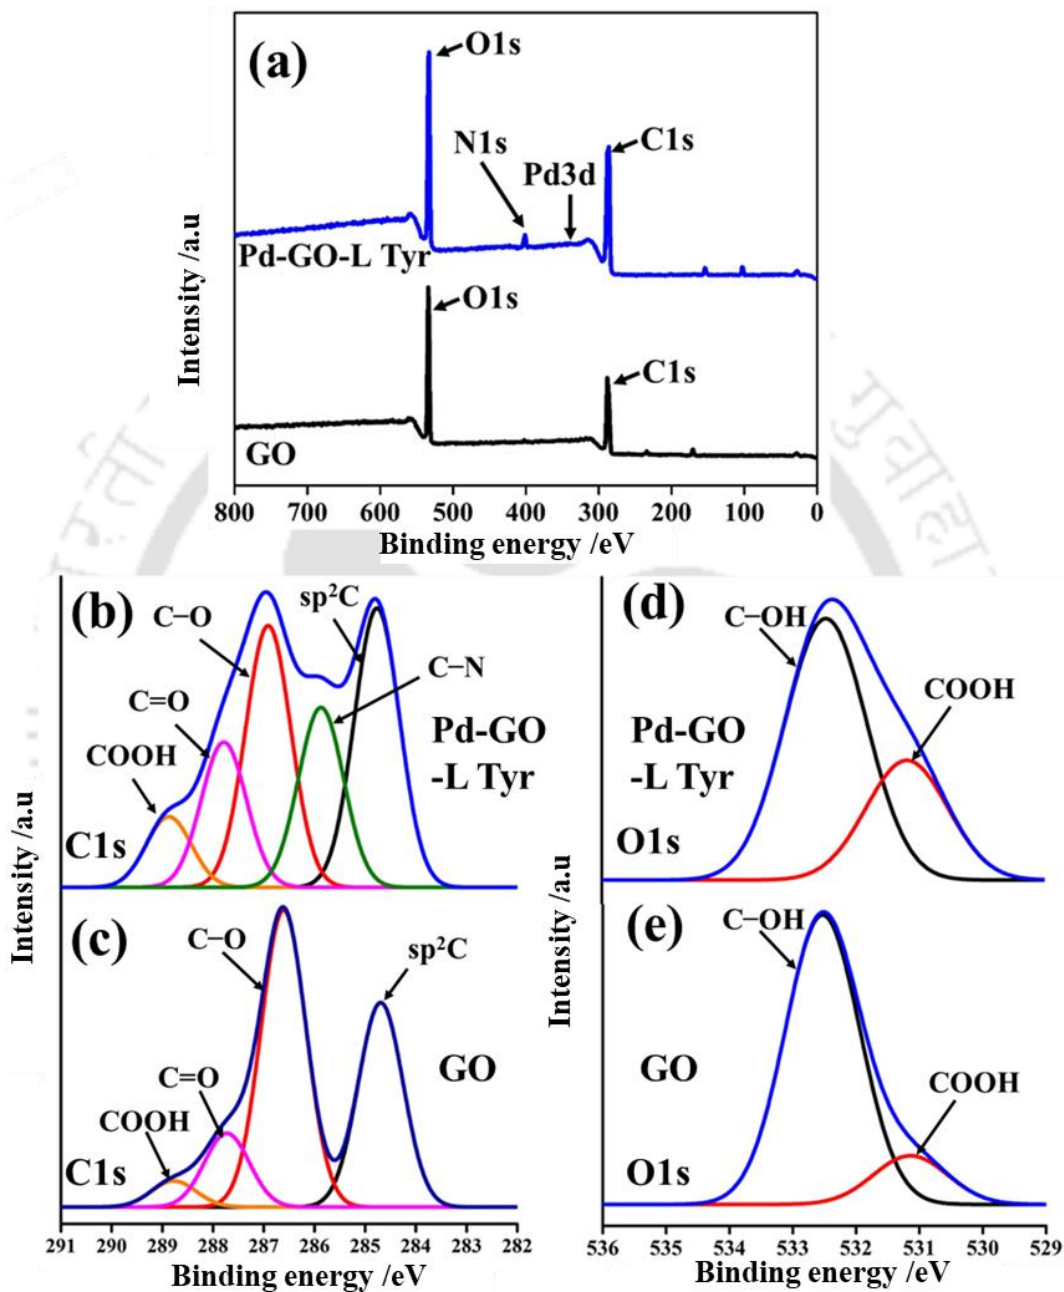 (a)
O1s
N1s
C1s
Pd3d
Pd-GO-L Tyr
O1s
C1s
GO
Intensity /a.u
800 700 600 500 400 300 200 100 0
Binding energy /eV
(b)
sp²C
C−O
C−N
C=O
COOH
Pd-GO
-L Tyr
C1s
(c)
C−O
sp²C
C=O
GO
COOH
C1s
Intensity /a.u
291 290 289 288 287 286 285 284 283 282
Binding energy /eV
(d)
C−OH
COOH
Pd-GO
-L Tyr
O1s
(e)
C−OH
GO
COOH
O1s
Intensity /a.u
536 535 534 533 532 531 530 529
Binding energy /eV